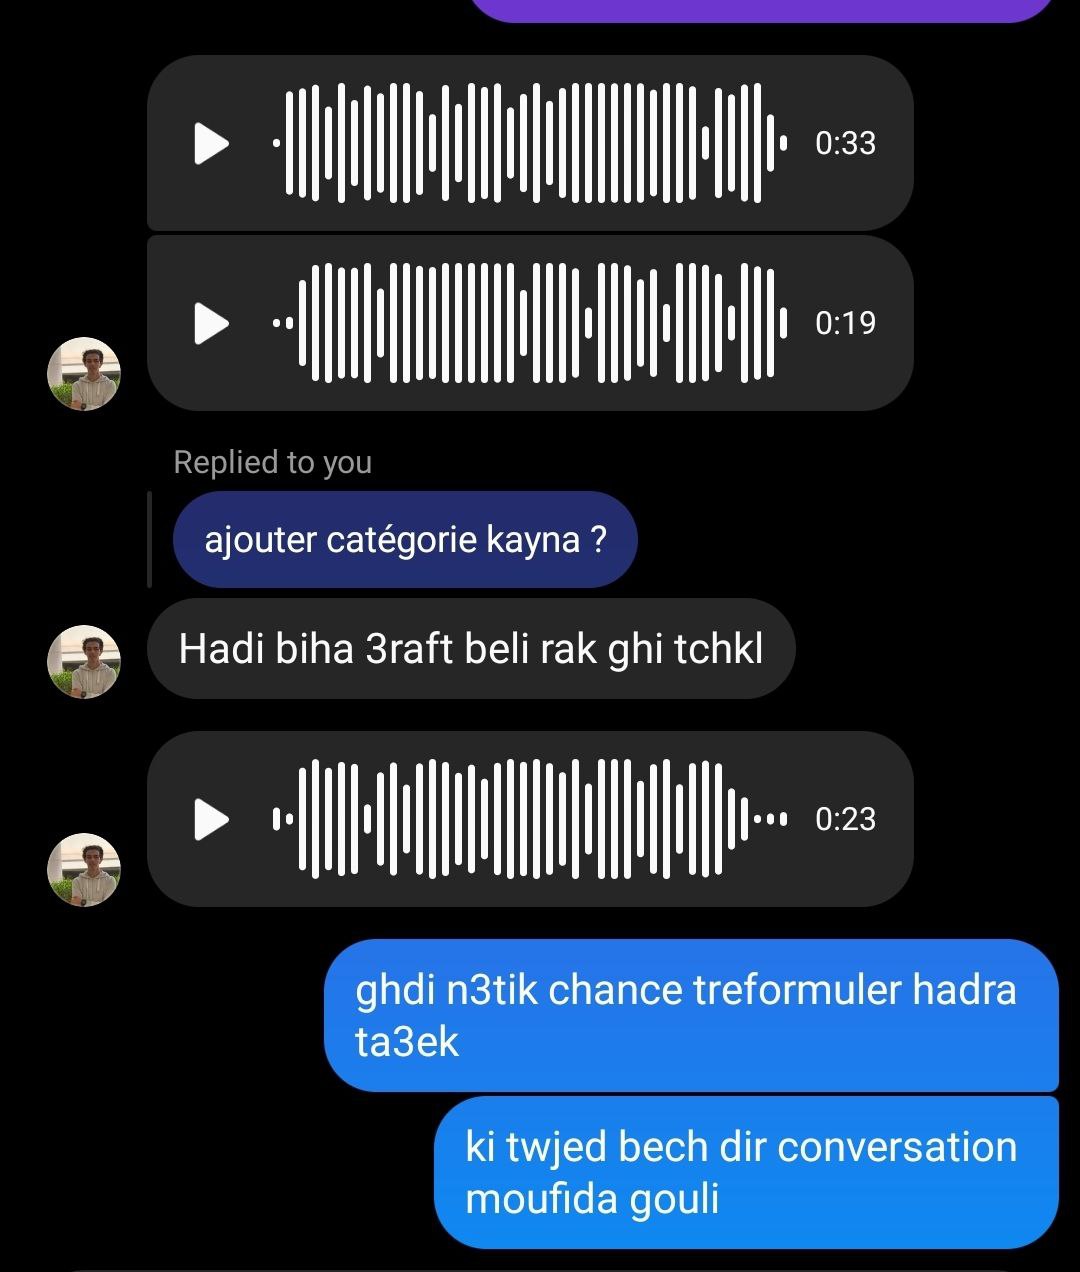 0:33
0:19
Replied to you
ajouter catégorie kayna ?
Hadi biha 3raft beli rak ghi tchkl
0:23
ghdi n3tik chance treformuler hadra
ta3ek
ki twjed bech dir conversation
moufida gouli